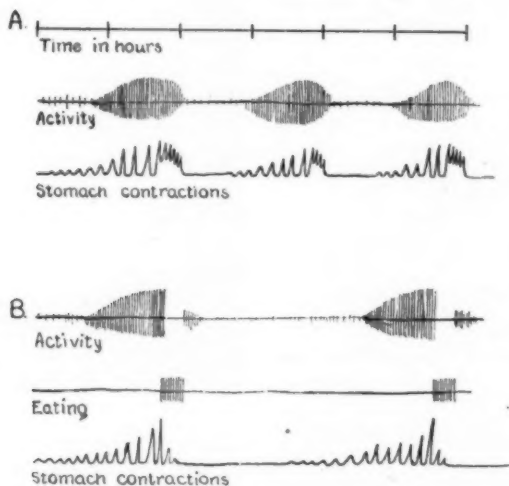 A.
Time in hours
Activity
Stomach contractions
B.
Activity
Eating
Stomach contractions